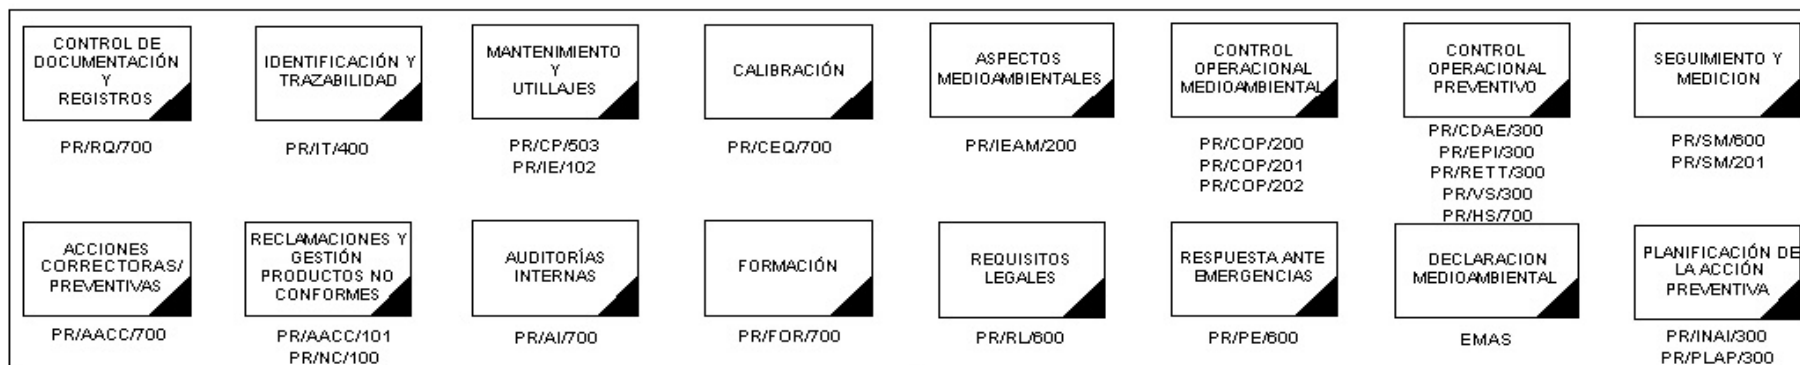 CONTROL DE
DOCUMENTACIÓN
Y
REGISTROS
PR/RQ/700
IDENTIFICACIÓN Y
TRAZABILIDAD
PR/IT/400
MANTENIMIENTO
Y
UTILLAJES
PR/CP/503
PR/IE/102
CALIBRACIÓN
PR/CEQ/700
ASPECTOS
MEDIOAMBIENTALES
PR/IEAM/200
CONTROL
OPERACIONAL
MEDIOAMBIENTAL
PR/COP/200
PR/COP/201
PR/COP/202
CONTROL
OPERACIONAL
PREVENTIVO
PR/CDAE/300
PR/EPI/300
PR/RETT/300
PR/VS/300
PR/HS/700
SEGUIMIENTO Y
MEDICION
PR/SM/600
PR/SM/201
ACCIONES
CORRECTORAS/
PREVENTIVAS
PR/AACC/700
RECLAMACIONES Y
GESTIÓN
PRODUCTOS NO
CONFORMES
PR/AACC/101
PR/NC/100
AUDITORÍAS
INTERNAS
PR/AI/700
FORMACIÓN
PR/FOR/700
REQUISITOS
LEGALES
PR/RL/600
RESPUESTA ANTE
EMERGENCIAS
PR/PE/600
DECLARACION
MEDIOAMBIENTAL
EMAS
PLANIFICACIÓN DE
LA ACCIÓN
PREVENTIVA
PR/INAI/300
PR/PLAP/300